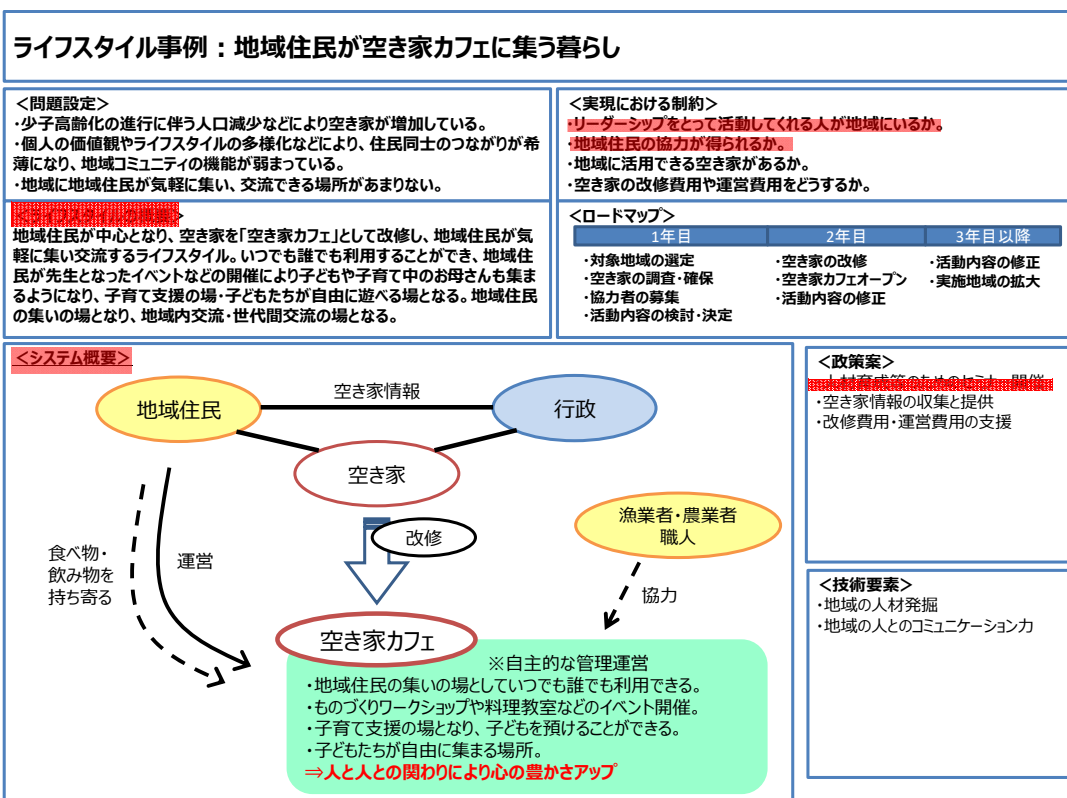 ライフスタイル事例：地域住民が空き家カフェに集う暮らし
＜問題設定＞
・少子高齢化の進行に伴う人口減少などにより空き家が増加している。
・個人の価値観やライフスタイルの多様化などにより、住民同士のつながりが希
薄になり、地域コミュニティの機能が弱まっている。
・地域に地域住民が気軽に集い、交流できる場所があまりない。
＜ライフスタイルの概要＞
地域住民が中心となり、空き家を「空き家カフェ」として改修し、地域住民が気
軽に集い交流するライフスタイル。いつでも誰でも利用することができ、地域住
民が先生となったイベントなどの開催により子どもや子育て中のお母さんも集ま
るようになり、子育て支援の場・子どもたちが自由に遊べる場となる。地域住民
の集いの場となり、地域内交流・世代間交流の場となる。
＜実現における制約＞
・リーダーシップをとって活動してくれる人が地域にいるか。
・地域住民の協力が得られるか。
・地域に活用できる空き家があるか。
・空き家の改修費用や運営費用をどうするか。
＜ロードマップ＞
1年目 2年目 3年目以降
・対象地域の選定 ・空き家の改修 ・活動内容の修正
・空き家の調査・確保 ・空き家カフェオープン ・実施地域の拡大
・協力者の募集 ・活動内容の修正
・活動内容の検討・決定
＜システム概要＞
地域住民
空き家情報
行政
空き家
改修
漁業者・農業者
職人
食べ物・
飲み物を
持ち寄る
運営
協力
空き家カフェ
※自主的な管理運営
・地域住民の集いの場としていつでも誰でも利用できる。
・ものづくりワークショップや料理教室などのイベント開催。
・子育て支援の場となり、子どもを預けることができる。
・子どもたちが自由に集まる場所。
⇒人と人との関わりにより心の豊かさアップ
＜政策案＞
・人材育成等のためのセミナー開催
・空き家情報の収集と提供
・改修費用・運営費用の支援
＜技術要素＞
・地域の人材発掘
・地域の人とのコミュニケーション力